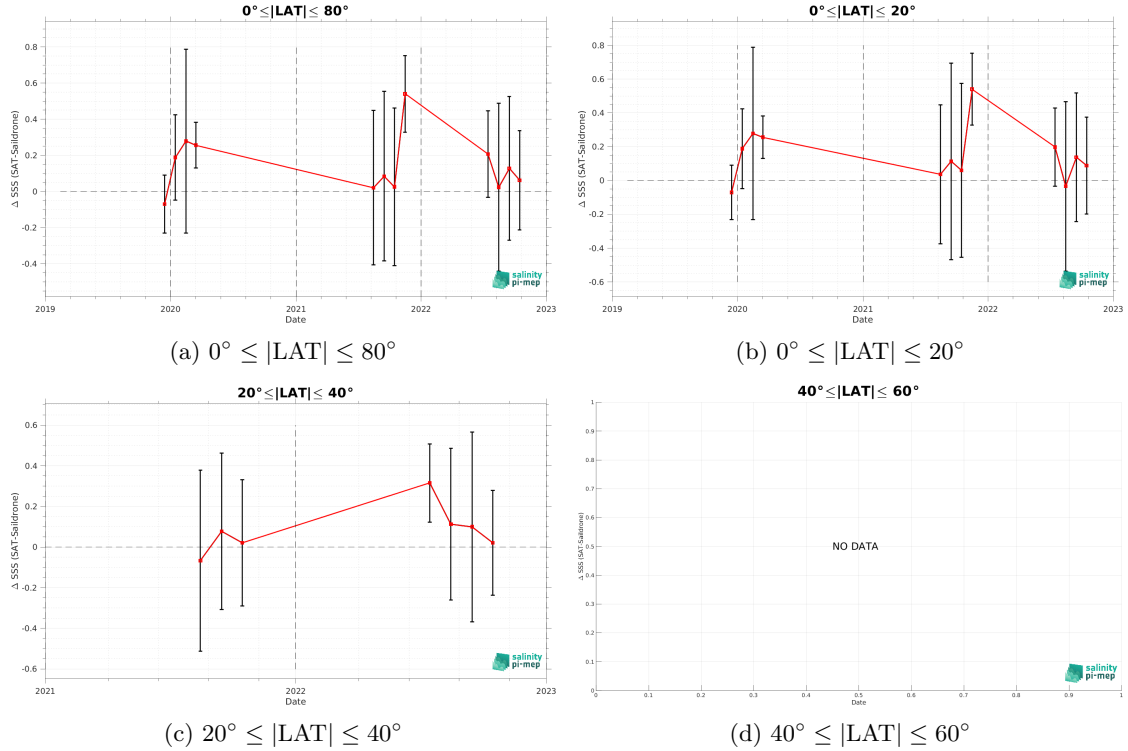 0°≤|LAT|≤ 80°
0.8
0.6
0.4
0.2
0
-0.2
-0.4
Δ SSS (SAT-Saildrone)
2019
2020
2021
2022
2023
Date
salinity
pi-mep
(a) 0° ≤ |LAT| ≤ 80°
0°≤|LAT|≤ 20°
0.8
0.6
0.4
0.2
0
-0.2
-0.4
-0.6
Δ SSS (SAT-Saildrone)
2019
2020
2021
2022
2023
Date
salinity
pi-mep
(b) 0° ≤ |LAT| ≤ 20°
20°≤|LAT|≤ 40°
0.6
0.4
0.2
0
-0.2
-0.4
-0.6
Δ SSS (SAT-Saildrone)
2021
2022
2023
Date
salinity
pi-mep
(c) 20° ≤ |LAT| ≤ 40°
40°≤|LAT|≤ 60°
1
0.9
0.8
0.7
0.6
0.5
0.4
0.3
0.2
0.1
0
Δ SSS (SAT-Saildrone)
NO DATA
0 0.1 0.2 0.3 0.4 0.5 0.6 0.7 0.8 0.9 1
Date
salinity
pi-mep
(d) 40° ≤ |LAT| ≤ 60°